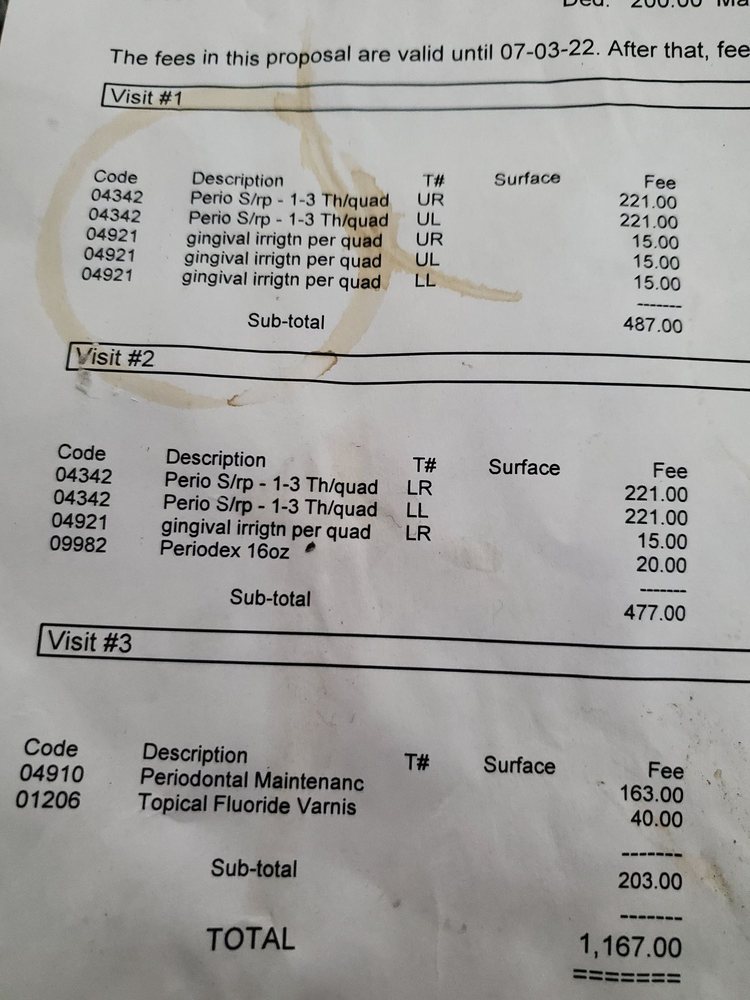 Ded. 200.00
The fees in this proposal are valid until 07-03-22. After that, fee
Visit #1
Code Description T# Surface Fee
04342 Perio S/rp - 1-3 Th/quad UR 221.00
04342 Perio S/rp - 1-3 Th/quad UL 221.00
04921 gingival irrigtn per quad UR 15.00
04921 gingival irrigtn per quad UL 15.00
04921 gingival irrigtn per quad LL 15.00
-------
Sub-total 487.00
Visit #2
Code Description T# Surface Fee
04342 Perio S/rp - 1-3 Th/quad LR 221.00
04342 Perio S/rp - 1-3 Th/quad LL 221.00
04921 gingival irrigtn per quad LR 15.00
09982 Periodex 16oz 20.00
-------
Sub-total 477.00
Visit #3
Code Description T# Surface Fee
04910 Periodontal Maintenanc 163.00
01206 Topical Fluoride Varnis 40.00
-------
Sub-total 203.00
-------
TOTAL 1,167.00
=======